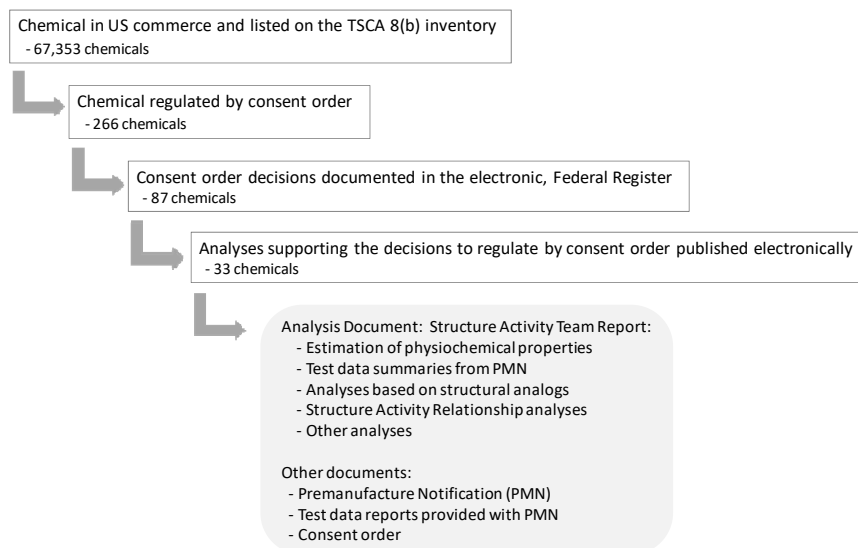 Chemical in US commerce and listed on the TSCA 8(b) inventory
- 67,353 chemicals
Chemical regulated by consent order
- 266 chemicals
Consent order decisions documented in the electronic, Federal Register
- 87 chemicals
Analyses supporting the decisions to regulate by consent order published electronically
- 33 chemicals
Analysis Document: Structure Activity Team Report:
- Estimation of physiochemical properties
- Test data summaries from PMN
- Analyses based on structural analogs
- Structure Activity Relationship analyses
- Other analyses
Other documents:
- Premanufacture Notification (PMN)
- Test data reports provided with PMN
- Consent order